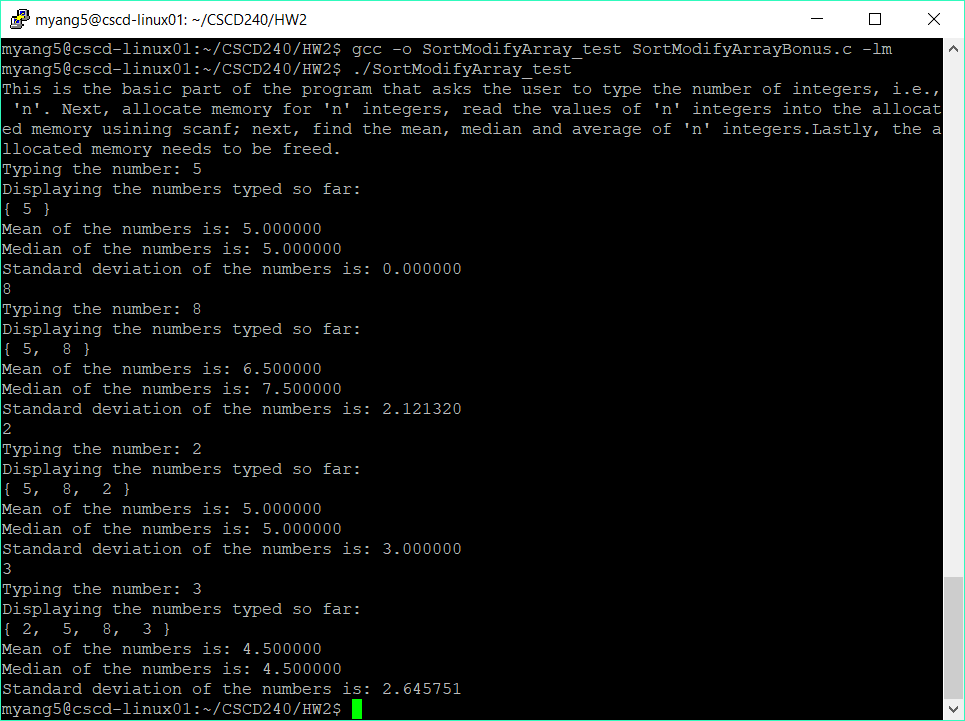 myang5@cscd-linux01: ~/CSCD240/HW2
myang5@cscd-linux01:~/CSCD240/HW2$ gcc -o SortModifyArray_test SortModifyArrayBonus.c -lm
myang5@cscd-linux01:~/CSCD240/HW2$ ./SortModifyArray_test
This is the basic part of the program that asks the user to type the number of integers, i.e.,
 'n'. Next, allocate memory for 'n' integers, read the values of 'n' integers into the allocat
ed memory usining scanf; next, find the mean, median and average of 'n' integers.Lastly, the a
llocated memory needs to be freed.
Typing the number: 5
Displaying the numbers typed so far:
{ 5 }
Mean of the numbers is: 5.000000
Median of the numbers is: 5.000000
Standard deviation of the numbers is: 0.000000
8
Typing the number: 8
Displaying the numbers typed so far:
{ 5,  8 }
Mean of the numbers is: 6.500000
Median of the numbers is: 7.500000
Standard deviation of the numbers is: 2.121320
2
Typing the number: 2
Displaying the numbers typed so far:
{ 5,  8,  2 }
Mean of the numbers is: 5.000000
Median of the numbers is: 5.000000
Standard deviation of the numbers is: 3.000000
3
Typing the number: 3
Displaying the numbers typed so far:
{ 2,  5,  8,  3 }
Mean of the numbers is: 4.500000
Median of the numbers is: 4.500000
Standard deviation of the numbers is: 2.645751
myang5@cscd-linux01:~/CSCD240/HW2$